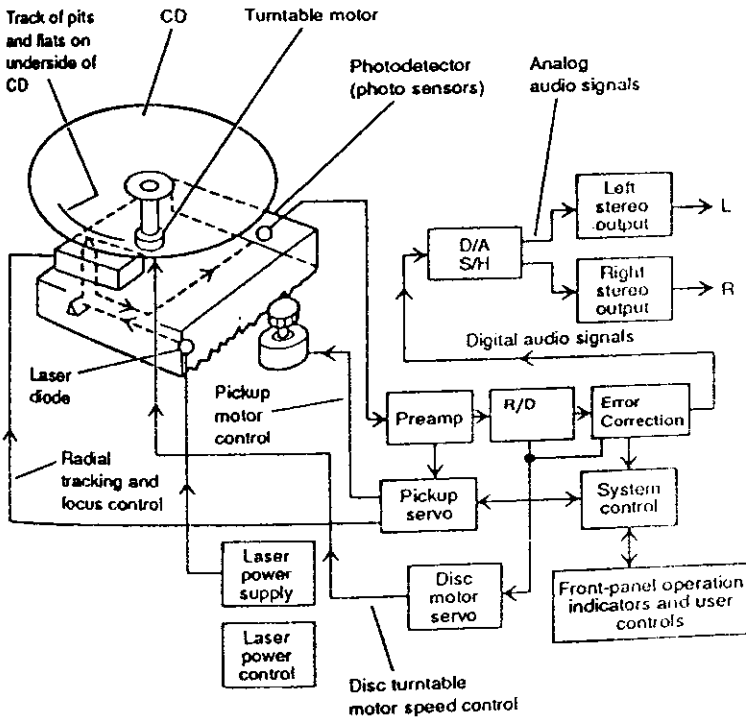 Track of pits
and flats on
underside of
CD
CD
Turntable motor
Photodetector
(photo sensors)
Analog
audio signals
Left
stereo
output
L
D/A
S/H
Right
stereo
output
R
Digital audio signals
Laser
diode
Pickup
motor
control
Preamp
R/D
Error
Correction
Radial
tracking and
focus control
Pickup
servo
System
control
Laser
power
supply
Disc
motor
servo
Front-panel operation
indicators and user
controls
Laser
power
control
Disc turntable
motor speed control